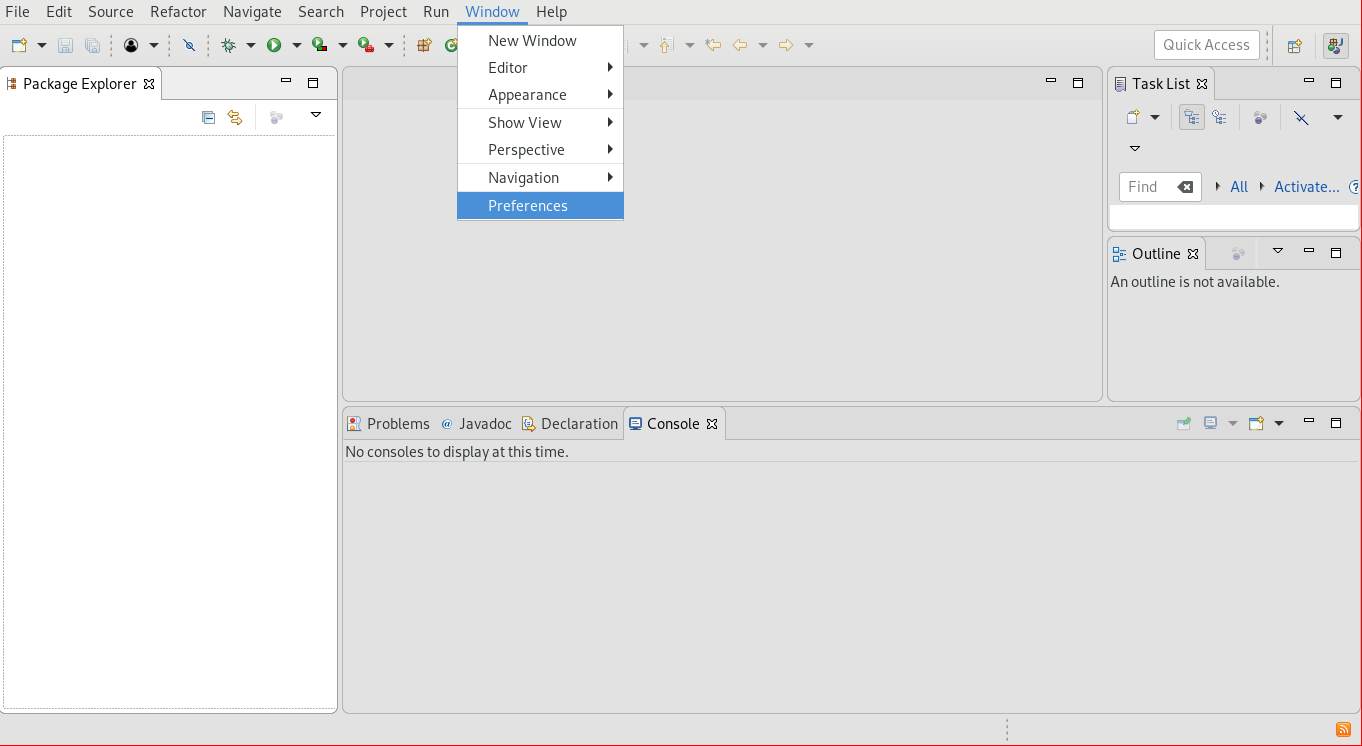 File Edit Source Refactor Navigate Search Project Run Window Help
New Window
Editor
Appearance
Show View
Perspective
Navigation
Preferences
Quick Access
Package Explorer
Task List
Find All Activate...
Outline
An outline is not available.
Problems @ Javadoc Declaration Console
No consoles to display at this time.